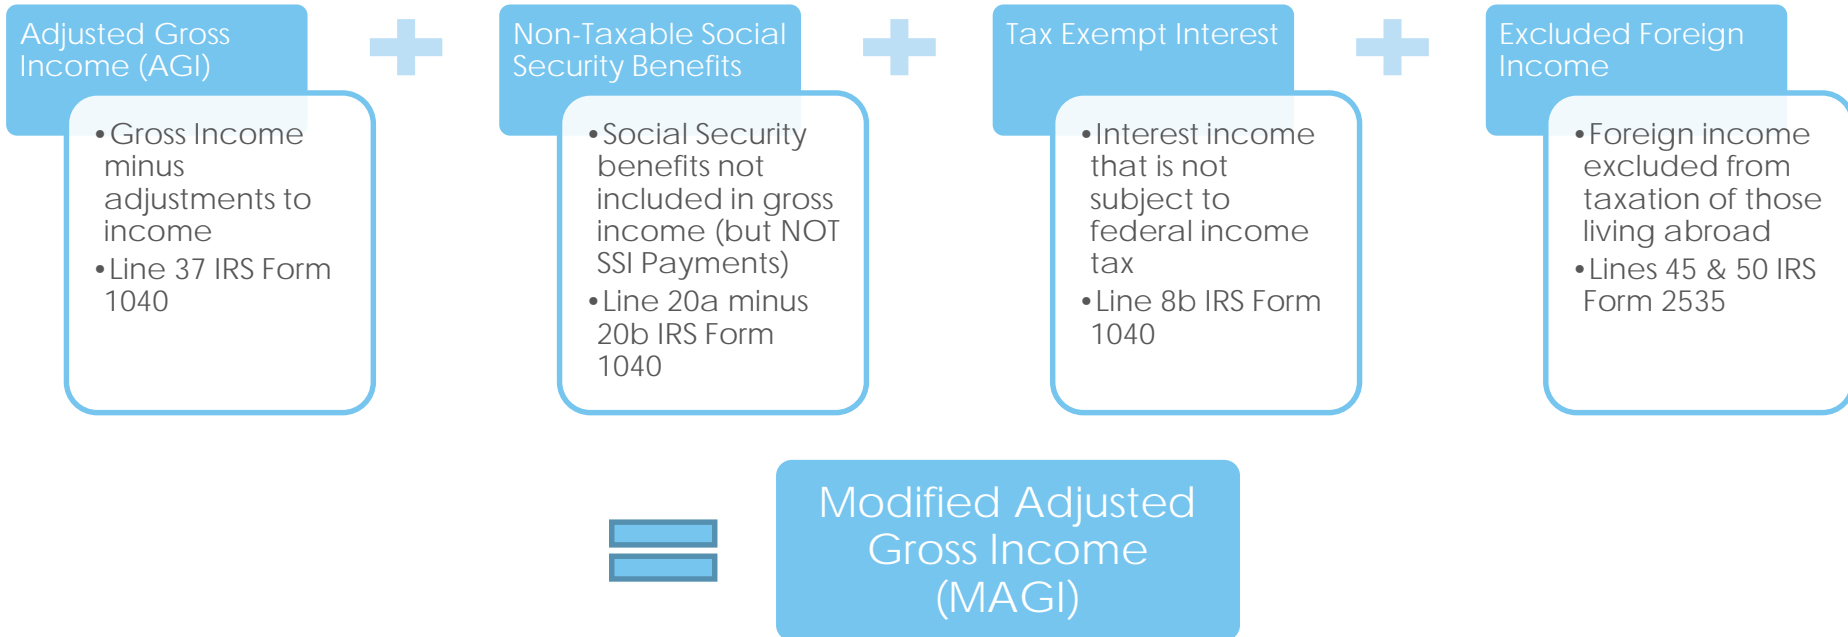 Adjusted Gross
Income (AGI)
•Gross Income
minus
adjustments to
income
•Line 37 IRS Form
1040
Non-Taxable Social
Security Benefits
•Social Security
benefits not
included in gross
income (but NOT
SSI Payments)
•Line 20a minus
20b IRS Form
1040
Tax Exempt Interest
•Interest income
that is not
subject to
federal income
tax
•Line 8b IRS Form
1040
Excluded Foreign
Income
•Foreign income
excluded from
taxation of those
living abroad
•Lines 45 & 50 IRS
Form 2535
Modified Adjusted
Gross Income
(MAGI)